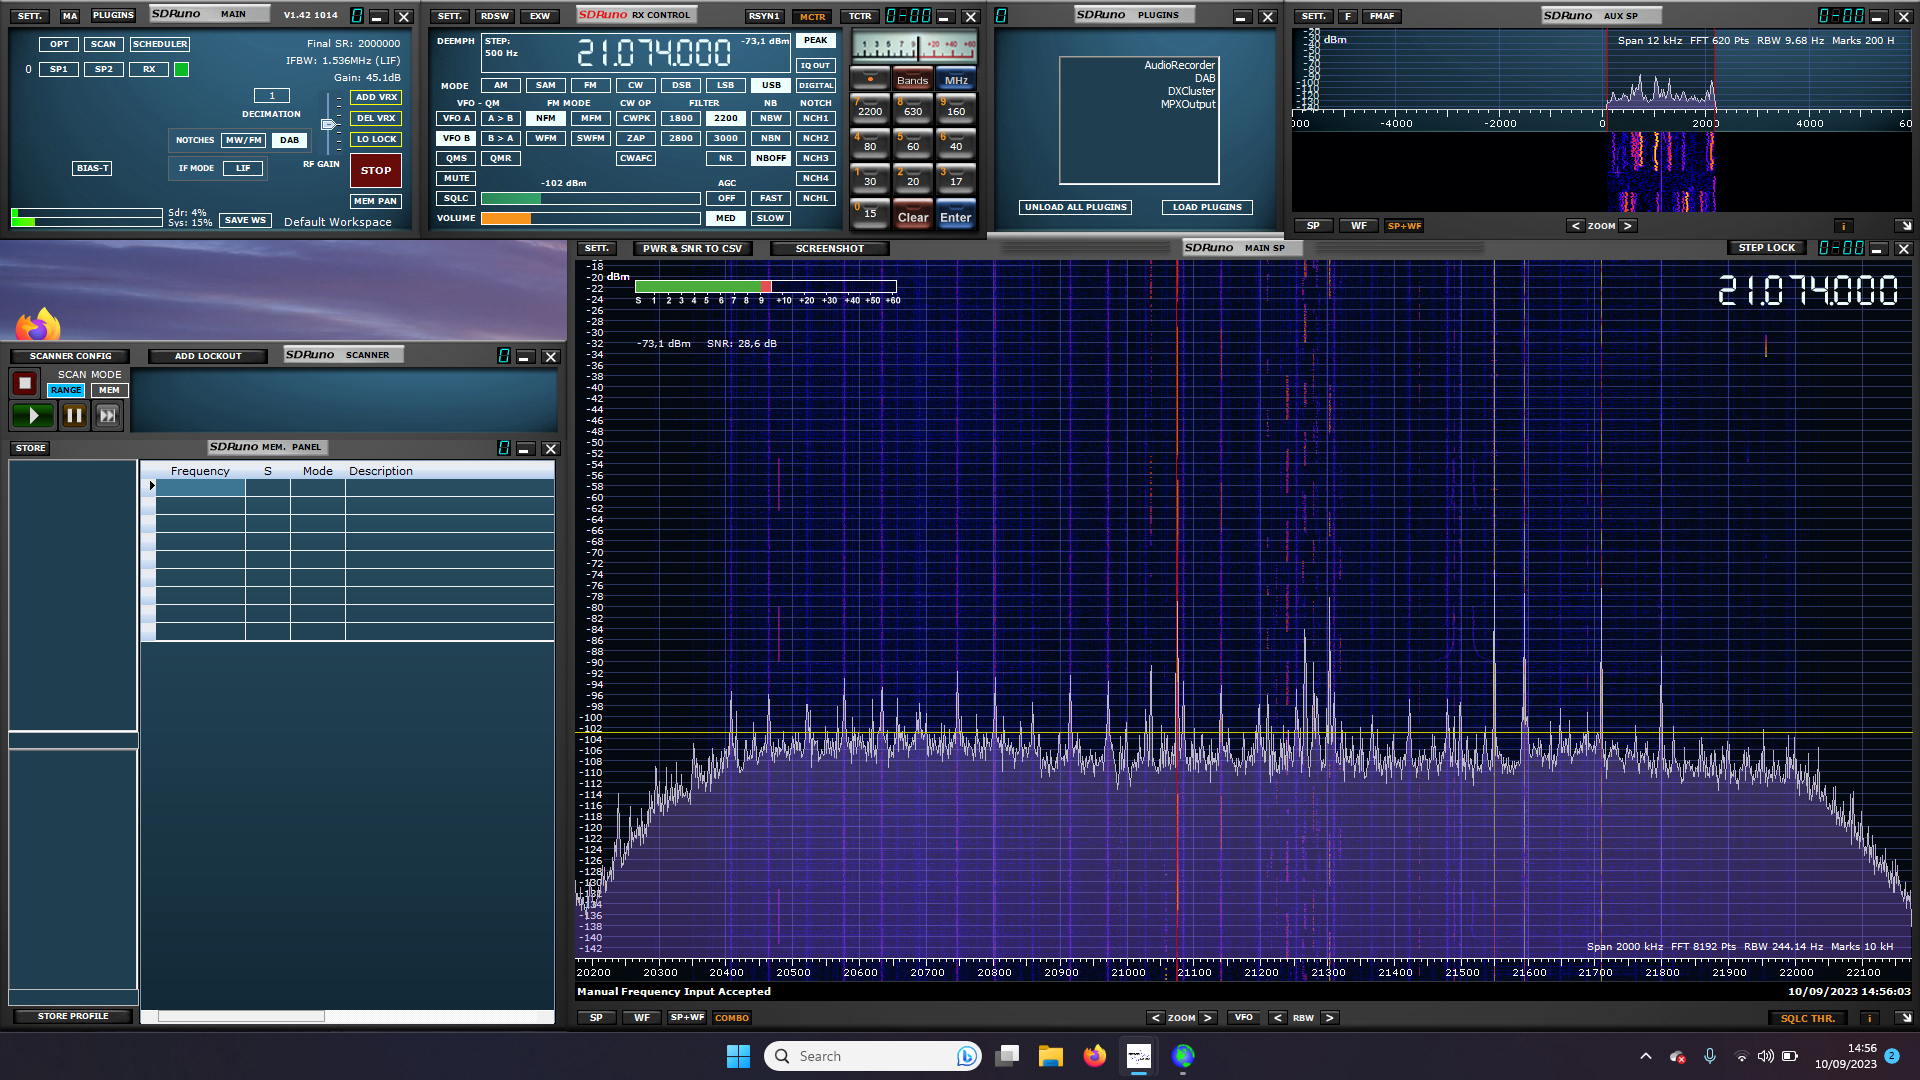 SETT. MA PLUGINS SDRuno MAIN V1.42 1014 0
OPT SCAN SCHEDULER
0 SP1 SP2 RX
Final SR: 2000000
IFBW: 1.536MHz (LIF)
Gain: 45.1dB
1
DECIMATION
ADD VRX
DEL VRX
LO LOCK
NOTCHES MW/FM DAB
IF MODE LIF
RF GAIN
BIAS-T
STOP
MEM PAN
Sdr: 4%
Sys: 15%
SAVE WS Default Workspace
SETT. RDSW EXW SDRuno RX CONTROL RSYN1 MCTR TCTR 0-00
DEEMPH STEP:
500 Hz
21.074.000 -73,1 dBm PEAK
IQ OUT
MODE AM SAM FM CW DSB LSB USB DIGITAL
VFO - QM FM MODE CW OP FILTER NB NOTCH
VFO A A > B NFM MFM CWPK 1800 2200 NBW NCH1
VFO B B > A WFM SWFM ZAP 2800 3000 NBN NCH2
QMS QMR CWAFC NR NBOFF NCH3
MUTE -102 dBm AGC NCH4
SQLC OFF FAST NCHL
VOLUME MED SLOW
1 3 5 7 9 +20 +40 +60
Bands MHz
7 2200 8 630 9 160
4 80 5 60 6 40
1 30 2 20 3 17
0 15 Clear Enter
0 SDRuno PLUGINS
AudioRecorder
DAB
DXCluster
MPXOutput
UNLOAD ALL PLUGINS LOAD PLUGINS
SETT. F FMAF SDRuno AUX SP 0-00
dBm Span 12 kHz FFT 620 Pts RBW 9.68 Hz Marks 200 H
-20
-30
-40
-50
-60
-70
-80
-90
-100
-110
-120
-130
-140
000 -4000 -2000 0 2000 4000 60
SP WF SP+WF < ZOOM > i
SETT. PWR & SNR TO CSV SCREENSHOT SDRuno MAIN SP STEP LOCK 0-00
dBm
S 1 2 3 4 5 6 7 8 9 +10 +20 +30 +40 +50 +60
-73,1 dBm SNR: 28,6 dB
21.074.000
-18
-20
-22
-24
-26
-28
-30
-32
-34
-36
-38
-40
-42
-44
-46
-48
-50
-52
-54
-56
-58
-60
-62
-64
-66
-68
-70
-72
-74
-76
-78
-80
-82
-84
-86
-88
-90
-92
-94
-96
-98
-100
-102
-104
-106
-108
-110
-112
-114
-116
-118
-120
-122
-124
-126
-128
-130
-132
-134
-136
-138
-140
-142
Span 2000 kHz FFT 8192 Pts RBW 244.14 Hz Marks 10 kH
20200 20300 20400 20500 20600 20700 20800 20900 21000 21100 21200 21300 21400 21500 21600 21700 21800 21900 22000 22100
Manual Frequency Input Accepted 10/09/2023 14:56:03
SP WF SP+WF COMBO < ZOOM > VFO < RBW > SQLC THR. i
SCANNER CONFIG ADD LOCKOUT SDRuno SCANNER 0
SCAN MODE
RANGE MEM
STORE SDRuno MEM. PANEL 0
Frequency S Mode Description
STORE PROFILE
Search
14:56
10/09/2023
2